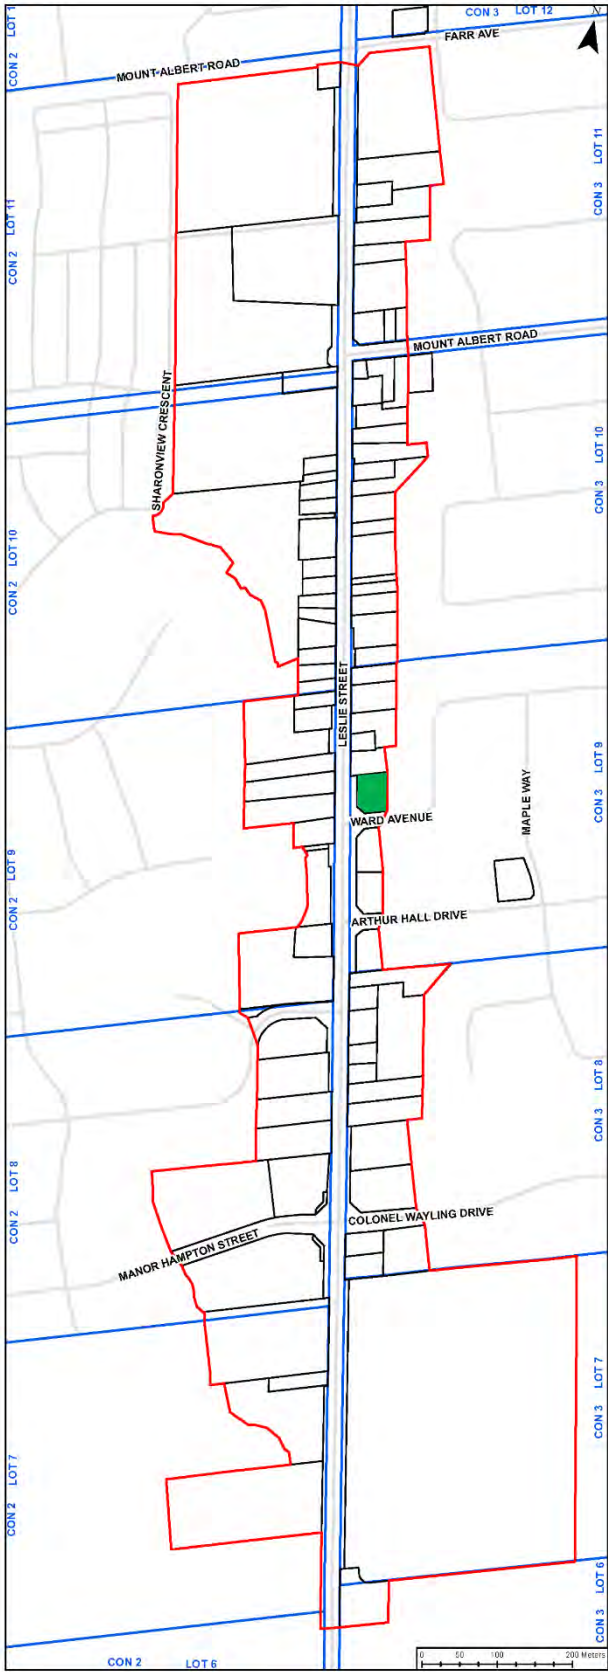 CON 3 LOT 12
N
FARR AVE
CON 2 LOT 1
MOUNT ALBERT ROAD
CON 3 LOT 11
CON 2 LOT 11
MOUNT ALBERT ROAD
SHARONVIEW CRESCENT
CON 3 LOT 10
CON 2 LOT 10
LESLIE STREET
CON 3 LOT 9
MAPLE WAY
WARD AVENUE
CON 2 LOT 9
ARTHUR HALL DRIVE
CON 3 LOT 8
CON 2 LOT 8
COLONEL WAYLING DRIVE
MANOR HAMPTON STREET
CON 3 LOT 7
CON 2 LOT 7
CON 3 LOT 6
CON 2 LOT 6
0 50 100 200 Meters